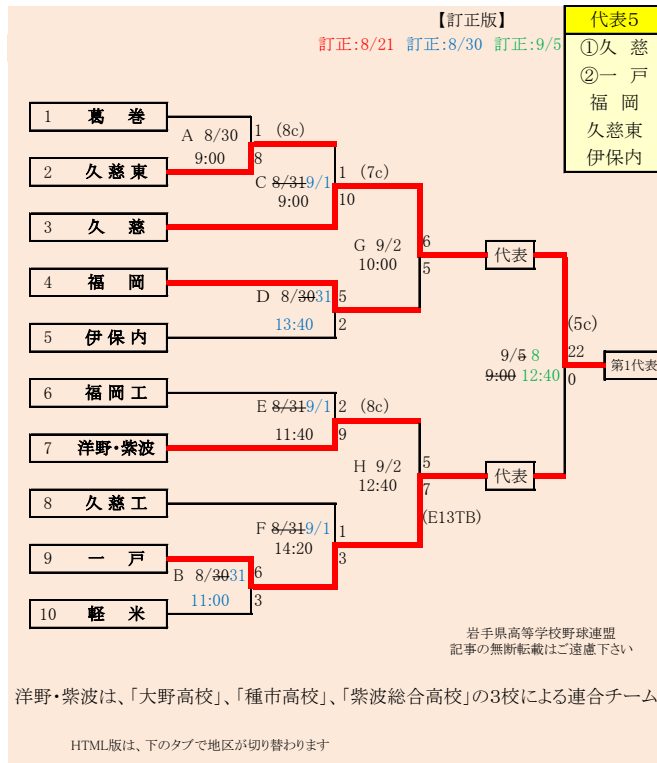 【訂正版】
訂正:8/21 訂正:8/30 訂正:9/5
代表5
①久 慈
②一 戸
福 岡
久慈東
伊保内
1 葛 巻
A 8/30
9:00
1 (8c)
8
2 久慈東
C 8/319/1
9:00
1 (7c)
10
3 久 慈
G 9/2
10:00
6
5
代表
4 福 岡
D 8/3031
13:40
5
2
5 伊保内
(5c)
9/5 8
9:00 12:40
22
0
第1代表
6 福岡工
E 8/319/1
11:40
2 (8c)
9
7 洋野・紫波
H 9/2
12:40
5
7
(E13TB)
代表
8 久慈工
F 8/319/1
14:20
1
3
9 一 戸
B 8/3031
11:00
6
3
10 軽 米
岩手県高等学校野球連盟
記事の無断転載はご遠慮下さい
洋野・紫波は、「大野高校」、「種市高校」、「紫波総合高校」の3校による連合チーム
HTML版は、下のタブで地区が切り替わります